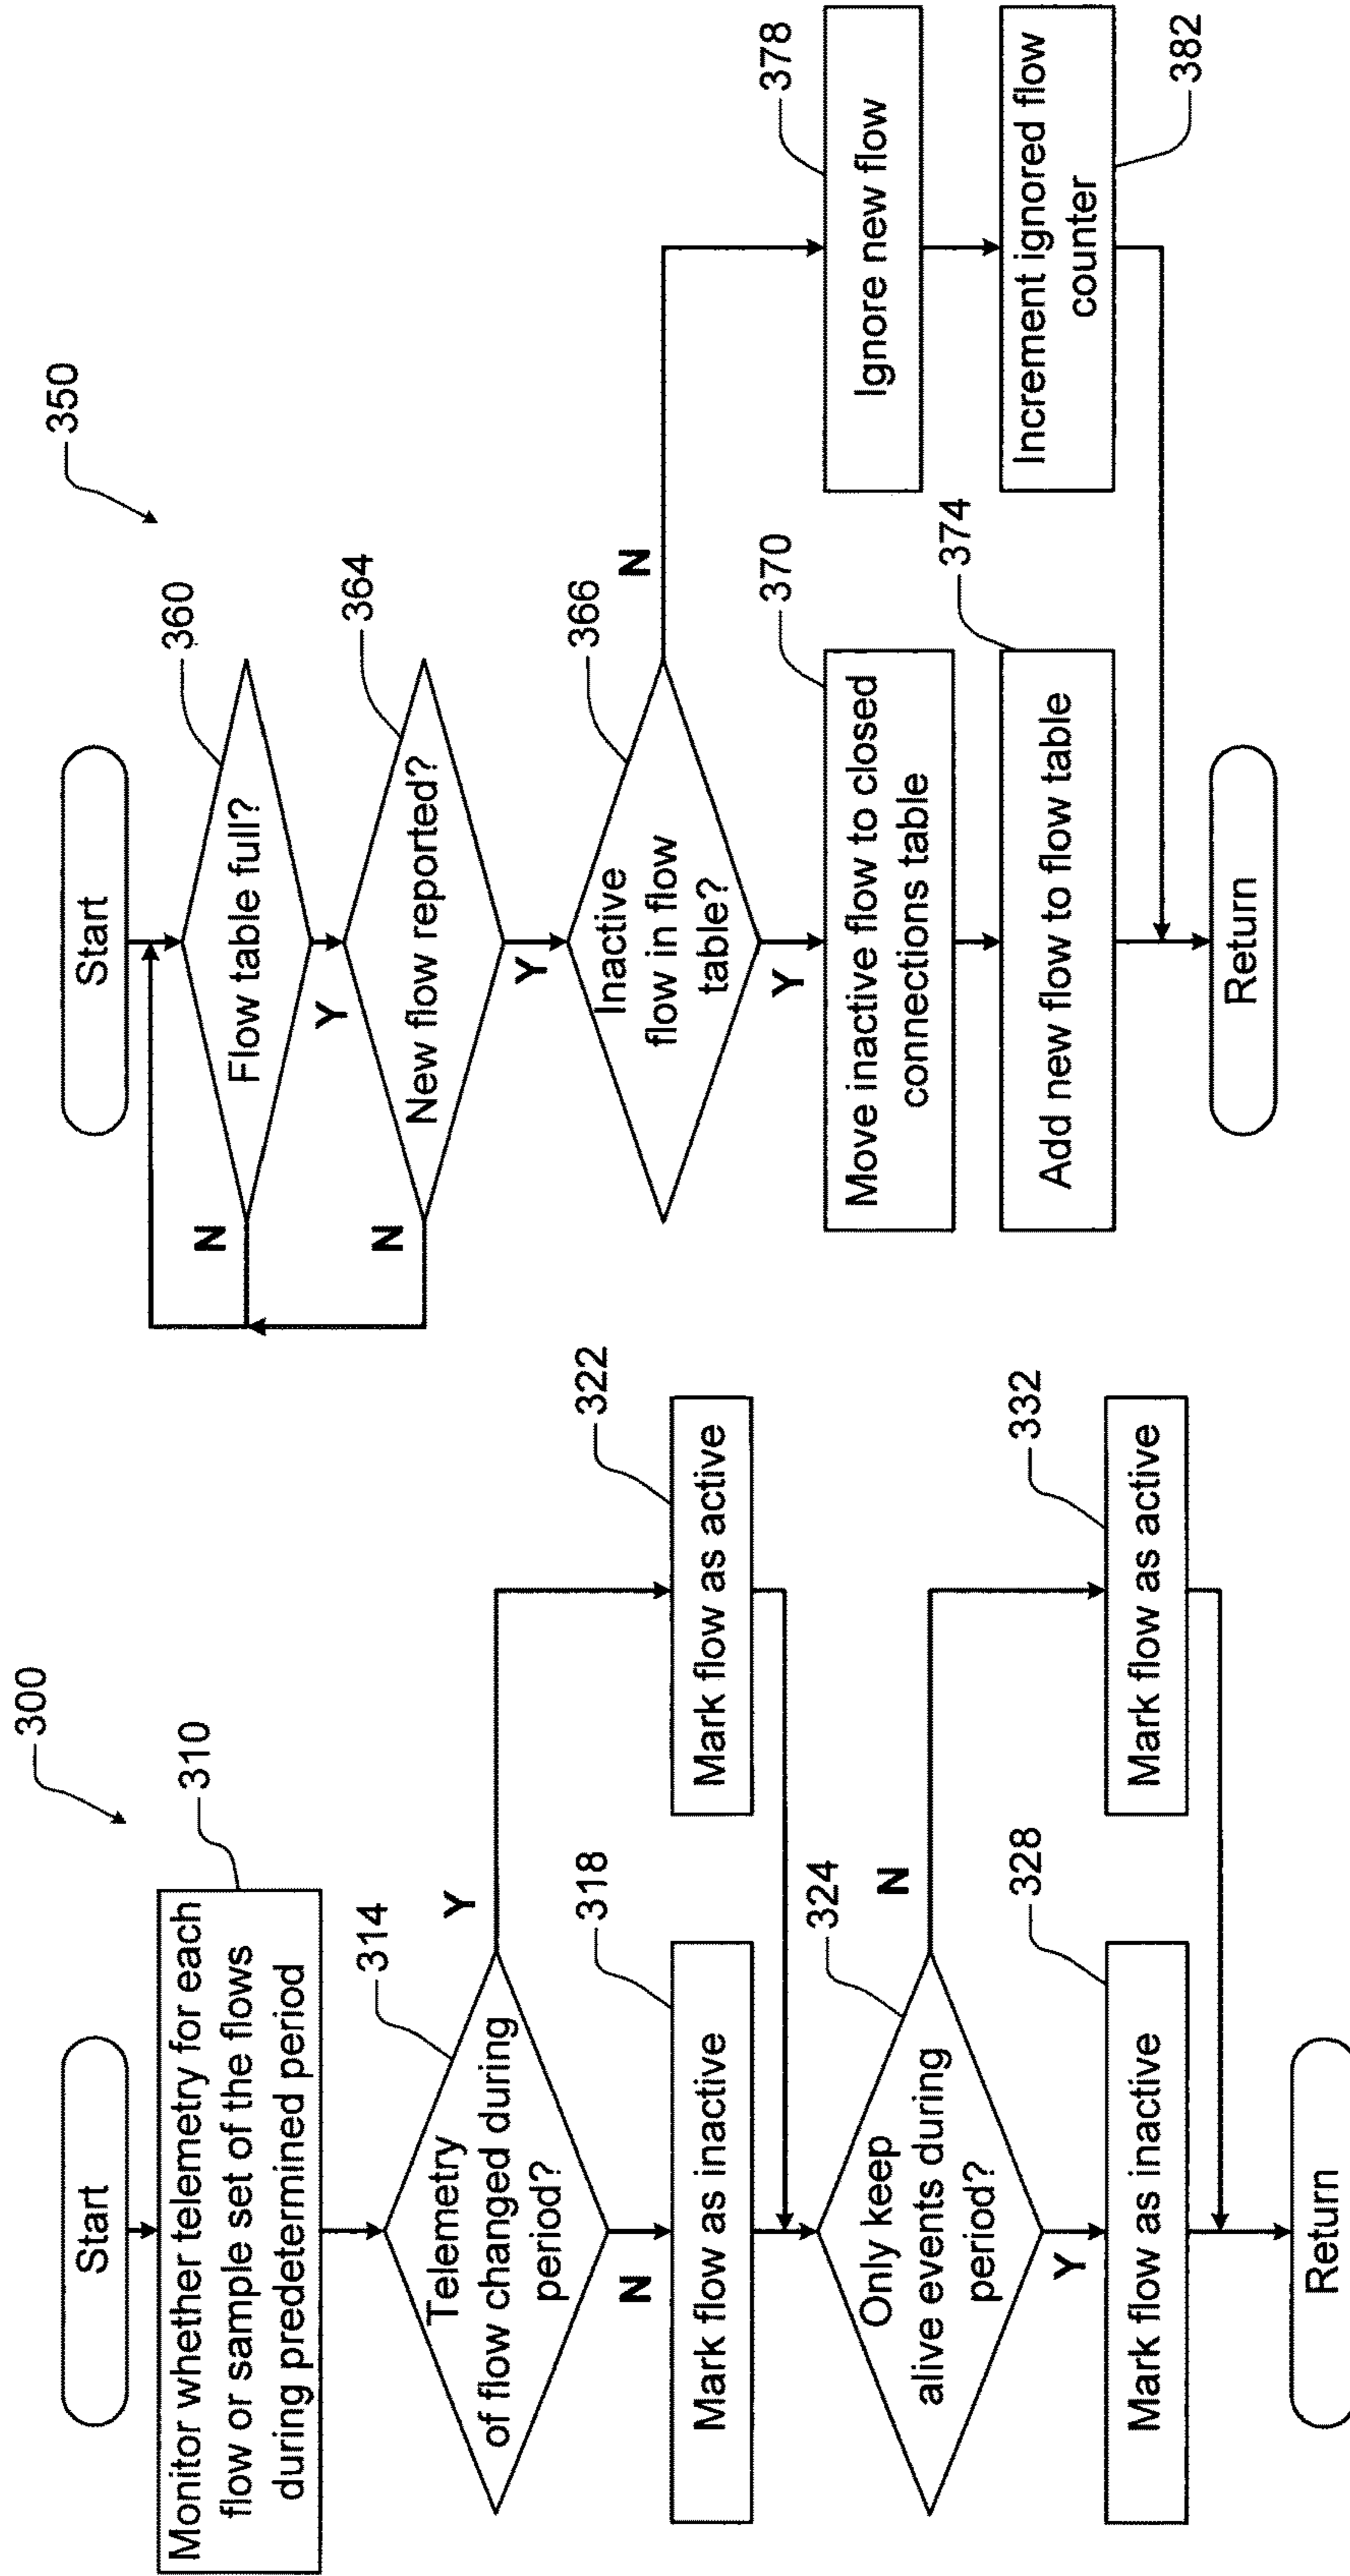 300
Start
Monitor whether telemetry for each
flow or sample set of the flows
during predetermined period
310
Telemetry
of flow changed during
period?
314
Y
N
Mark flow as inactive
318
Mark flow as active
322
Only keep
alive events during
period?
324
N
Y
Mark flow as inactive
328
Mark flow as active
332
Return
350
Start
Flow table full?
360
N
Y
New flow reported?
364
N
Y
Inactive
flow in flow
table?
366
N
Y
Move inactive flow to closed
connections table
370
Add new flow to flow table
374
Ignore new flow
378
Increment ignored flow
counter
382
Return